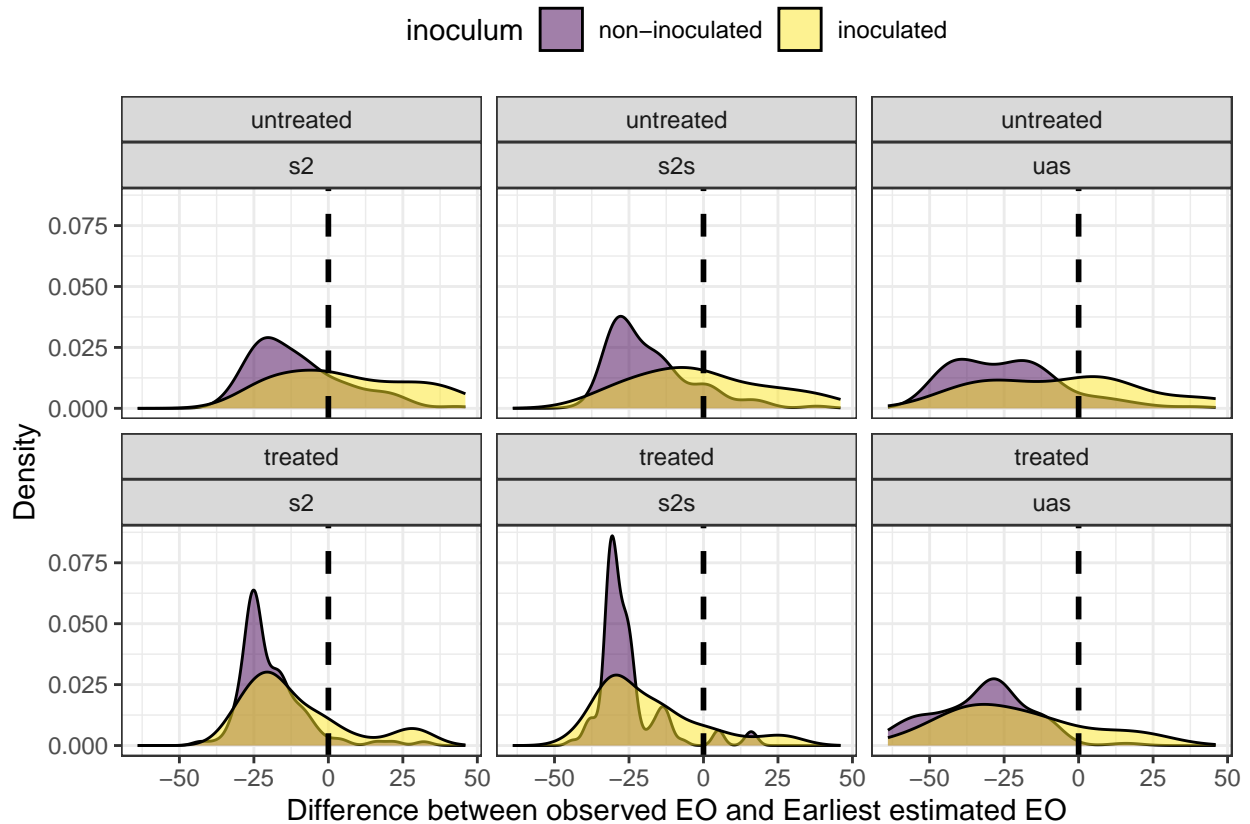 inoculum non−inoculated inoculated
untreated untreated untreated
s2 s2s uas
0.075
0.050
0.025
0.000
treated treated treated
s2 s2s uas
0.075
0.050
0.025
0.000
−50 −25 0 25 50 −50 −25 0 25 50 −50 −25 0 25 50
Density
Difference between observed EO and Earliest estimated EO